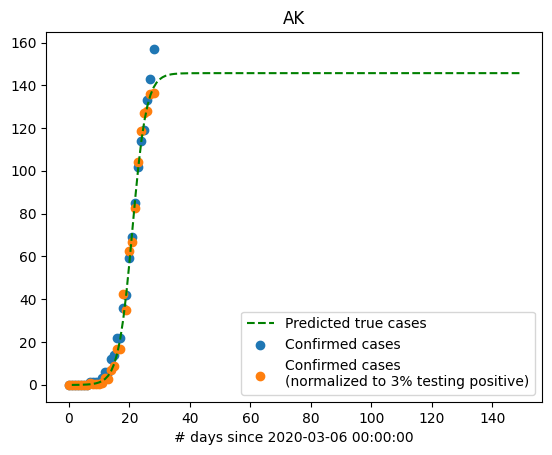 AK
160
140
120
100
80
60
40
20
0
Predicted true cases
Confirmed cases
Confirmed cases
(normalized to 3% testing positive)
0 20 40 60 80 100 120 140
# days since 2020-03-06 00:00:00